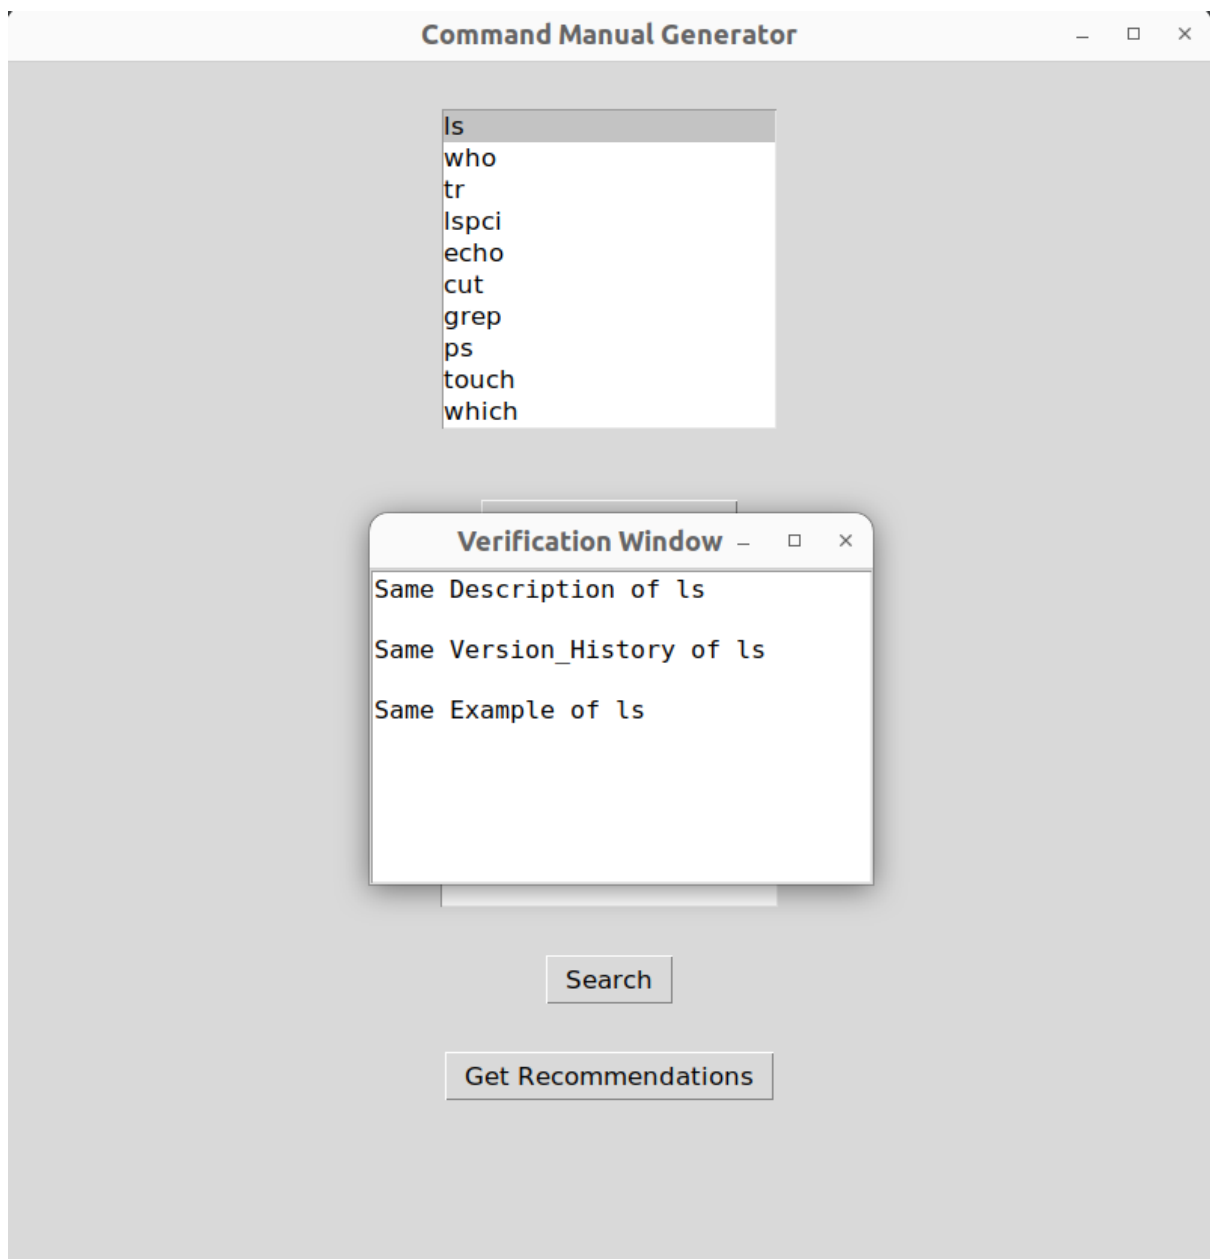 Command Manual Generator
ls
who
tr
lspci
echo
cut
grep
ps
touch
which
Verification Window
Same Description of ls
Same Version_History of ls
Same Example of ls
Search
Get Recommendations